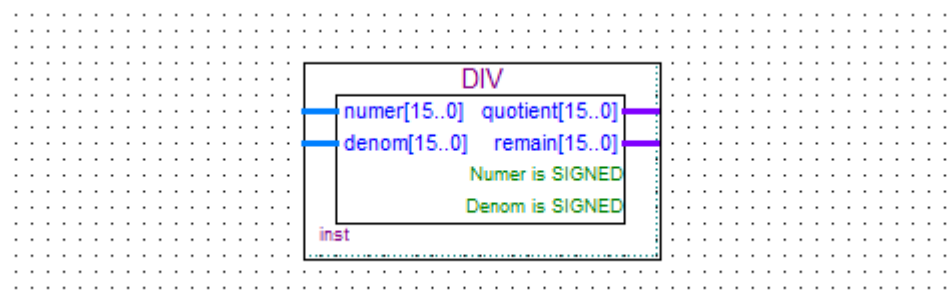 DIV
numer[15..0] quotient[15..0]
denom[15..0] remain[15..0]
Numer is SIGNED
Denom is SIGNED
inst